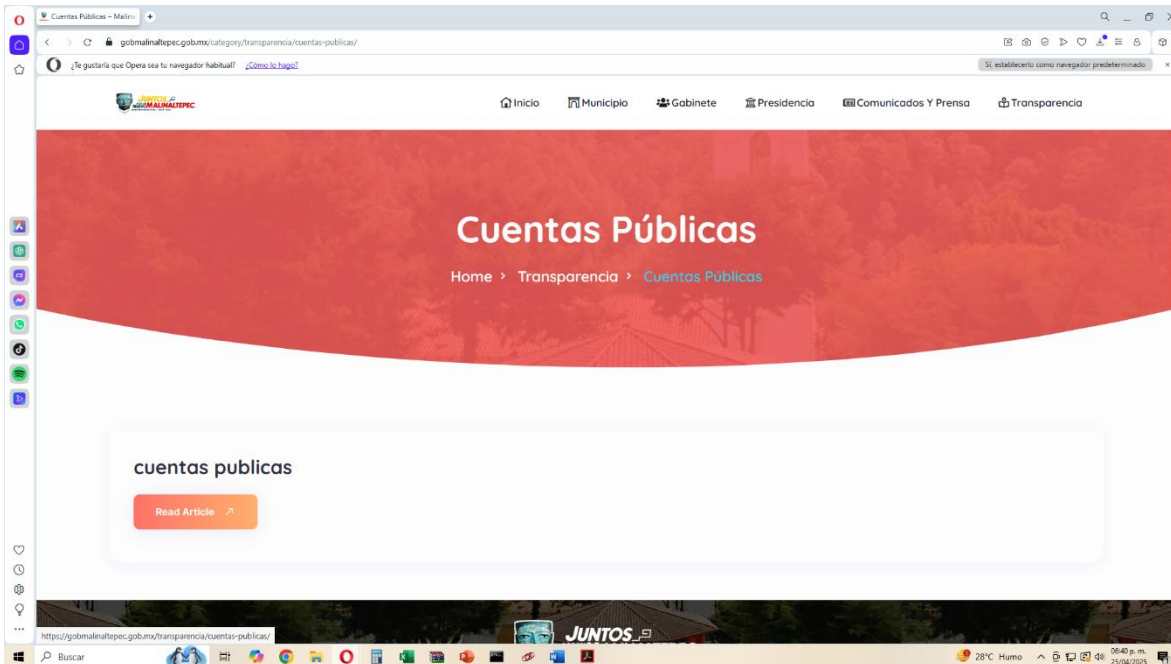 Cuentas Públicas – Malina
gobmalinaltepec.gob.mx/category/transparencia/cuentas-publicas/
¿Te gustaría que Opera sea tu navegador habitual? ¿Cómo lo hago?
Sí, establecerlo como navegador predeterminado
JUNTOS
MALINALTEPEC
Inicio Municipio Gabinete Presidencia Comunicados Y Prensa Transparencia
Cuentas Públicas
Home > Transparencia > Cuentas Públicas
cuentas publicas
Read Article
JUNTOS
https://gobmalinaltepec.gob.mx/transparencia/cuentas-publicas/
Buscar
28°C Humo
06:40 p. m.
25/04/2025